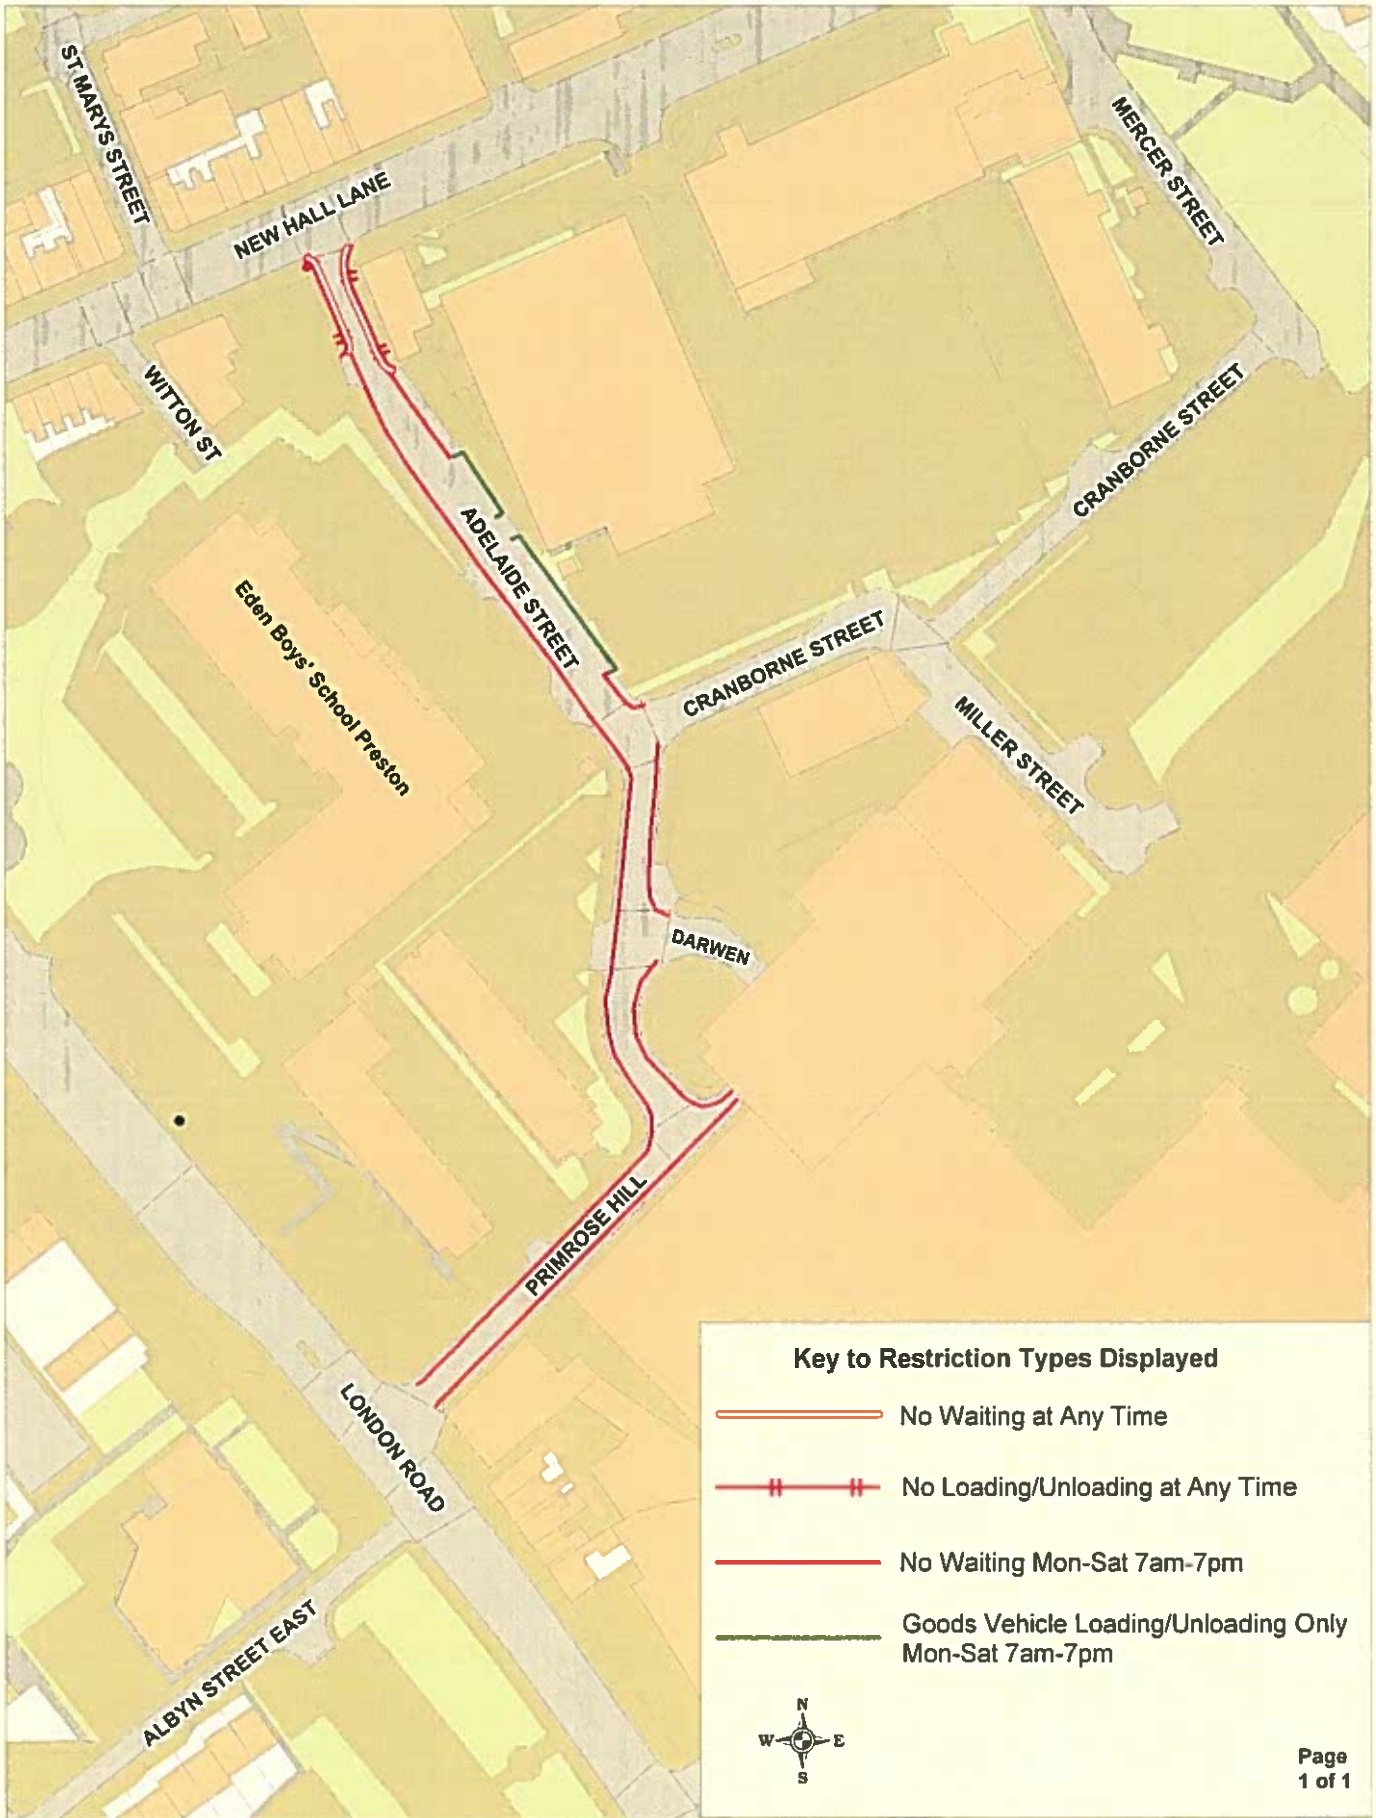 ST MARYS STREET
NEW HALL LANE
MERCER STREET
WITTON ST
CRANBORNE STREET
ADELAIDE STREET
Eden Boys' School Preston
CRANBORNE STREET
MILLER STREET
DARWEN
PRIMROSE HILL
LONDON ROAD
ALBYN STREET EAST
Key to Restriction Types Displayed
No Waiting at Any Time
No Loading/Unloading at Any Time
No Waiting Mon-Sat 7am-7pm
Goods Vehicle Loading/Unloading Only
Mon-Sat 7am-7pm
N
W E
S
Page
1 of 1